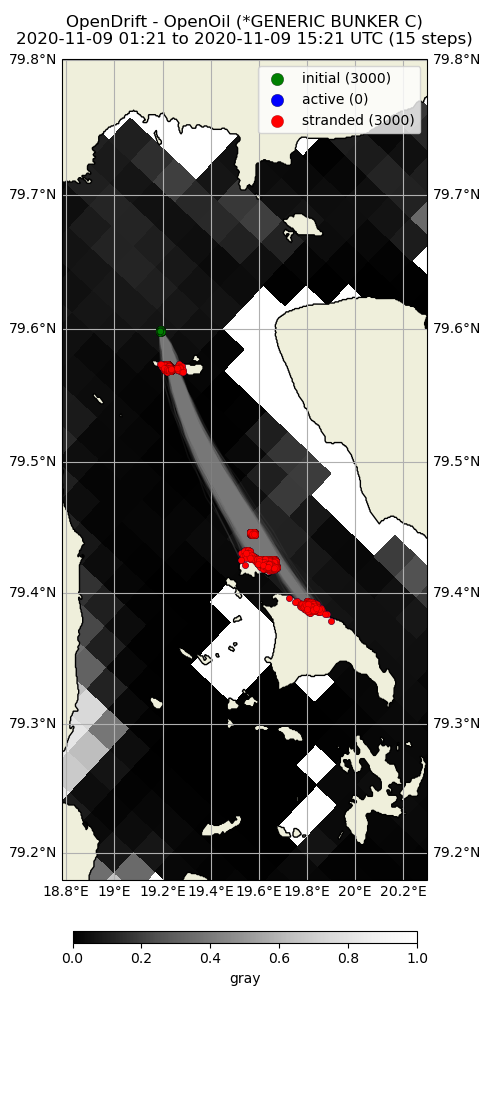 OpenDrift - OpenOil (*GENERIC BUNKER C)
2020-11-09 01:21 to 2020-11-09 15:21 UTC (15 steps)
79.8°N 79.8°N
initial (3000)
active (0)
stranded (3000)
79.7°N 79.7°N
79.6°N 79.6°N
79.5°N 79.5°N
79.4°N 79.4°N
79.3°N 79.3°N
79.2°N 79.2°N
18.8°E 19°E 19.2°E 19.4°E 19.6°E 19.8°E 20°E 20.2°E
0.0 0.2 0.4 0.6 0.8 1.0
gray